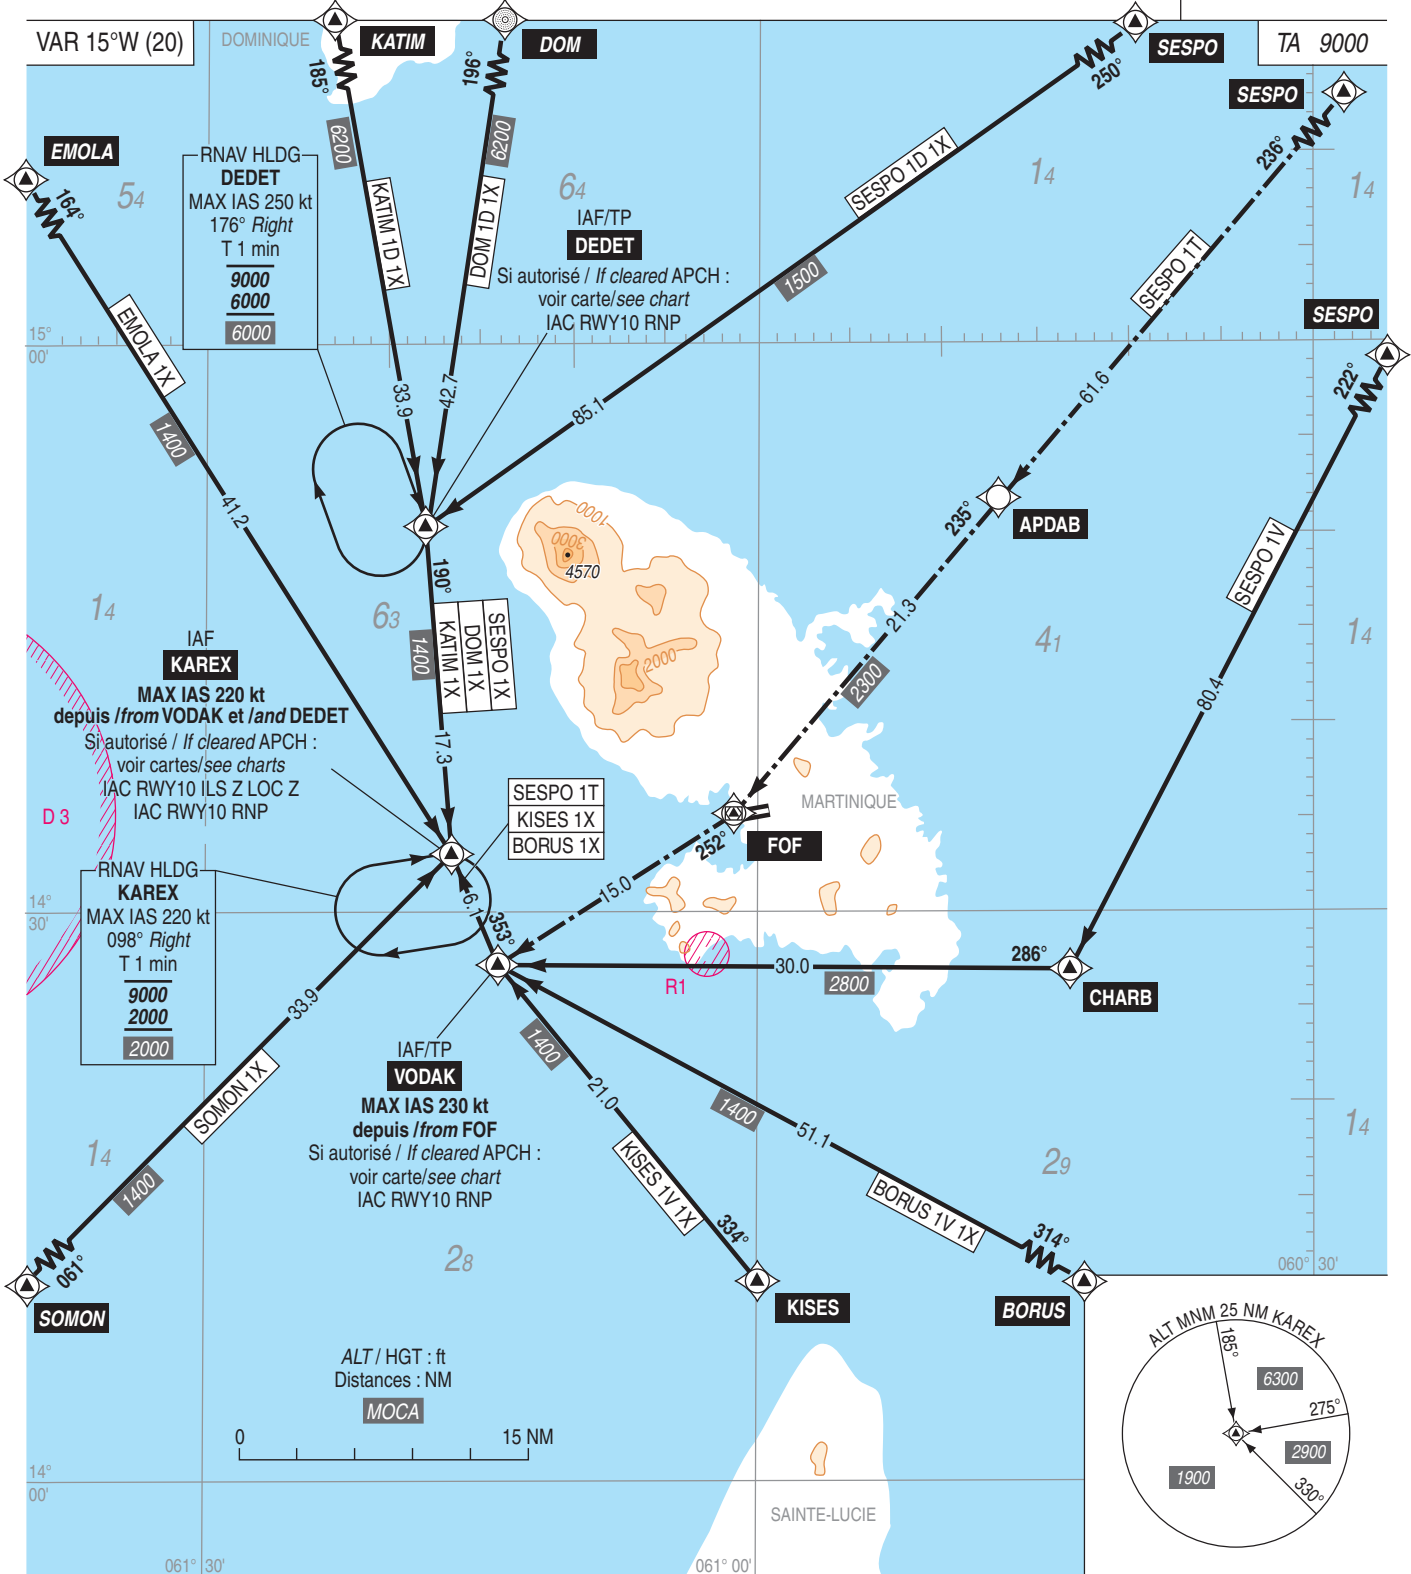 VAR 15°W (20)
DOMINIQUE
KATIM
DOM
SESPO
TA 9000
185°
196°
250°
SESPO
236°
EMOLA
164°
54
6200
6200
RNAV HLDG
DEDET
MAX IAS 250 kt
176° Right
T 1 min
9000
6000
6000
KATIM 1D 1X
DOM 1D 1X
64
IAF/TP
DEDET
Si autorisé / If cleared APCH :
voir carte/see chart
IAC RWY10 RNP
SESPO 1D 1X
14
14
1500
SESPO 1T
SESPO
222°
15°
00'
EMOLA 1X
1400
41.2
33.9
42.7
85.1
61.6
235°
APDAB
1000
3000
4570
2000
190°
63
1400
KATIM 1X
DOM 1X
SESPO 1X
17.3
14
21.3
2300
41
SESPO 1V
14
80.4
IAF
KAREX
MAX IAS 220 kt
depuis /from VODAK et /and DEDET
Si autorisé / If cleared APCH :
voir cartes/see charts
IAC RWY10 ILS Z LOC Z
IAC RWY10 RNP
D 3
SESPO 1T
KISES 1X
BORUS 1X
MARTINIQUE
252°
FOF
15.0
RNAV HLDG
KAREX
MAX IAS 220 kt
098° Right
T 1 min
9000
2000
2000
14°
30'
6.1
353°
R1
30.0
2800
286°
CHARB
33.9
SOMON 1X
14
1400
061°
SOMON
IAF/TP
VODAK
MAX IAS 230 kt
depuis /from FOF
Si autorisé / If cleared APCH :
voir carte/see chart
IAC RWY10 RNP
1400
21.0
KISES 1V 1X
334°
KISES
1400
51.1
BORUS 1V 1X
314°
BORUS
29
14
28
060° 30'
ALT / HGT : ft
Distances : NM
MOCA
0 15 NM
14°
00'
SAINTE-LUCIE
061° 30'
061° 00'
ALT MNM 25 NM KAREX
185°
6300
275°
2900
1900
330°